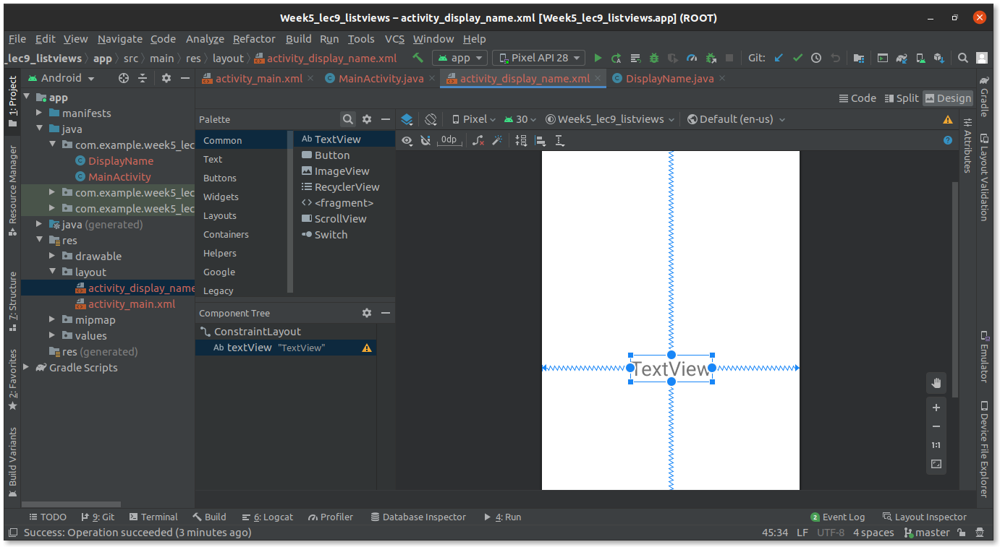 Week5_lec9_listviews – activity_display_name.xml [Week5_lec9_listviews.app] (ROOT)
File Edit View Navigate Code Analyze Refactor Build Run Tools VCS Window Help
_lec9_listviews app src main res layout activity_display_name.xml app Pixel API 28 Git:
1: Project
Resource Manager
7: Structure
2: Favorites
Build Variants
Android
app
manifests
java
com.example.week5_lec
DisplayName
MainActivity
com.example.week5_lec
com.example.week5_lec
java (generated)
res
drawable
layout
activity_display_name
activity_main.xml
mipmap
values
res (generated)
Gradle Scripts
activity_main.xml MainActivity.java activity_display_name.xml DisplayName.java
Code Split Design
Palette
Common
Text
Buttons
Widgets
Layouts
Containers
Helpers
Google
Legacy
Ab TextView
Button
ImageView
RecyclerView
<fragment>
ScrollView
Switch
Component Tree
ConstraintLayout
Ab textView "TextView"
Pixel 30 Week5_lec9_listviews Default (en-us)
0dp
TextView
1:1
Attributes
Gradle
Layout Validation
Emulator
Device File Explorer
TODO 9: Git Terminal Build 6: Logcat Profiler Database Inspector 4: Run 2 Event Log Layout Inspector
Success: Operation succeeded (3 minutes ago) 45:34 LF UTF-8 4 spaces master